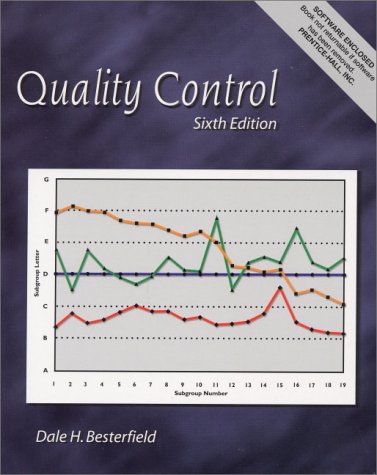 SOFTWARE ENCLOSED
Book not returnable if software
has been removed.
PRENTICE-HALL, INC.
Quality Control
Sixth Edition
G
F
E
D
C
B
A
Subgroup Letter
1 2 3 4 5 6 7 8 9 10 11 12 13 14 15 16 17 18 19
Subgroup Number
Dale H. Besterfield